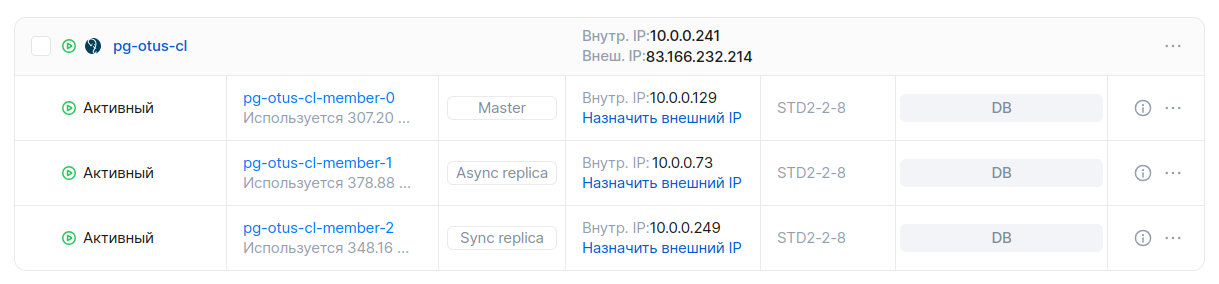 pg-otus-cl
Внутр. IP:10.0.0.241
Внеш. IP:83.166.232.214
Активный
pg-otus-cl-member-0
Используется 307.20 ...
Master
Внутр. IP:10.0.0.129
Назначить внешний IP
STD2-2-8
DB
Активный
pg-otus-cl-member-1
Используется 378.88 ...
Async replica
Внутр. IP:10.0.0.73
Назначить внешний IP
STD2-2-8
DB
Активный
pg-otus-cl-member-2
Используется 348.16 ...
Sync replica
Внутр. IP:10.0.0.249
Назначить внешний IP
STD2-2-8
DB